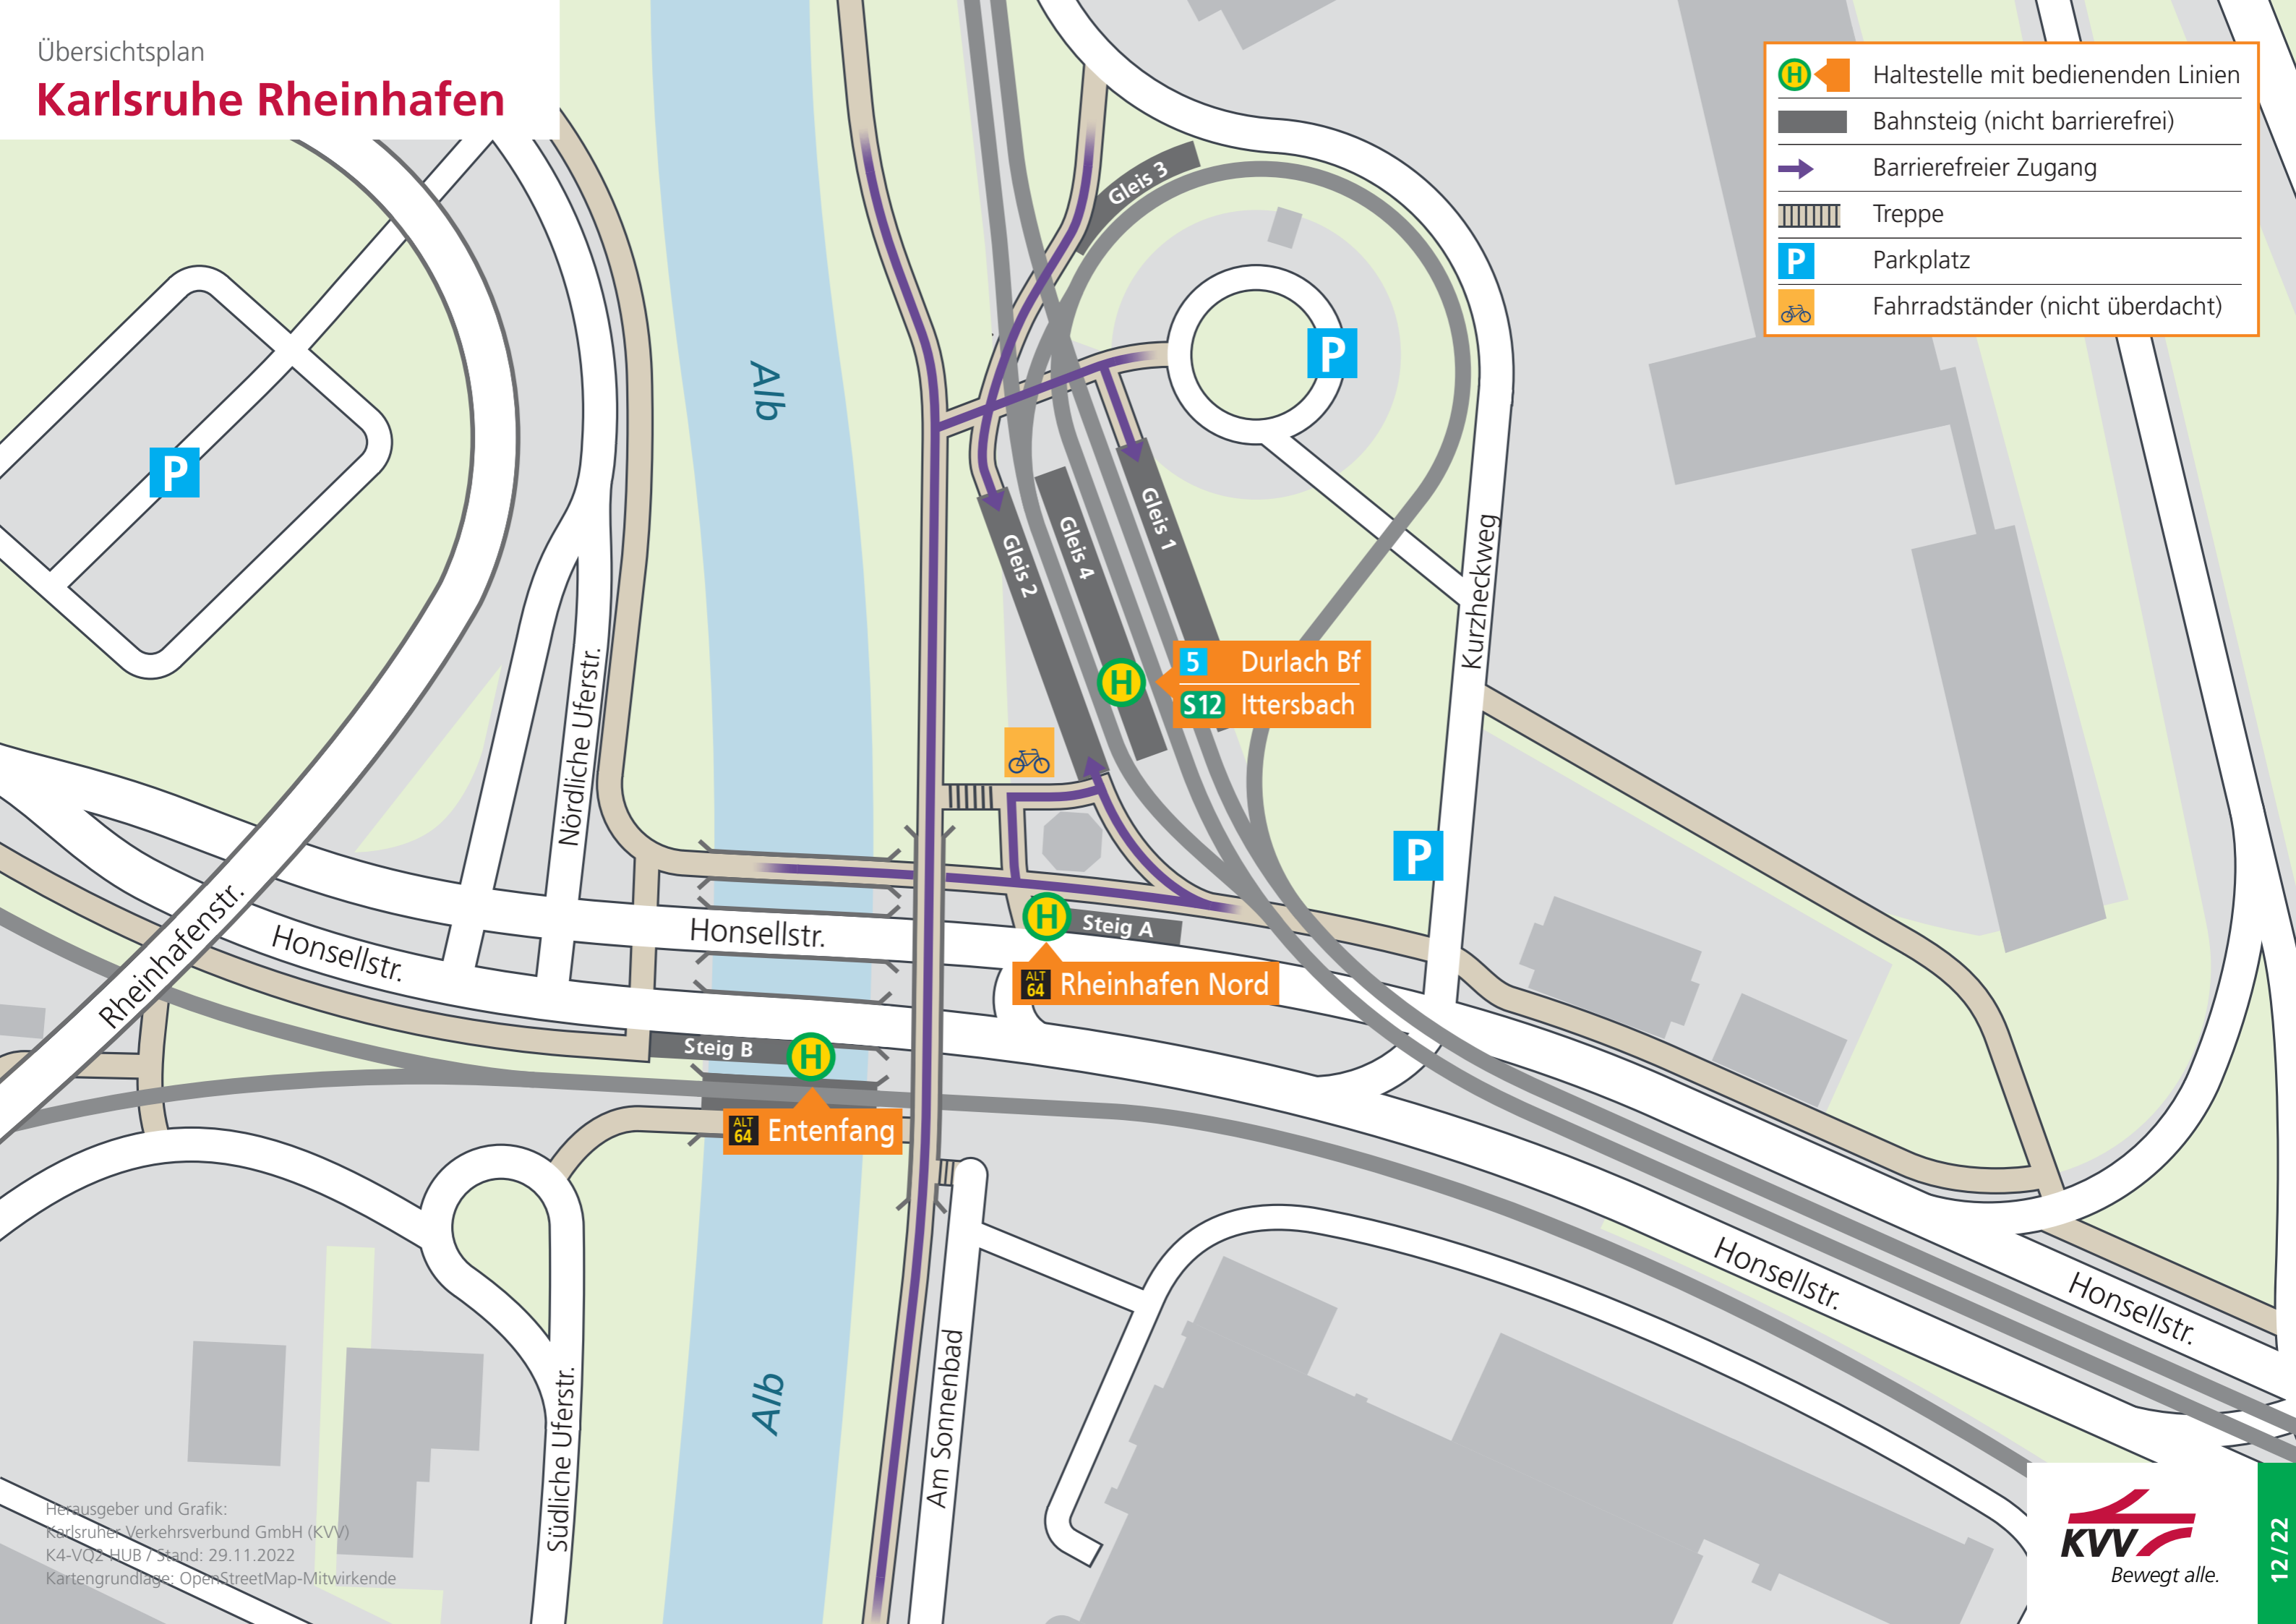 Übersichtsplan
Karlsruhe Rheinhafen
H
Haltestelle mit bedienenden Linien
Bahnsteig (nicht barrierefrei)
Barrierefreier Zugang
Treppe
P
Parkplatz
Fahrradständer (nicht überdacht)
Gleis 3
P
Alb
P
Gleis 1
Gleis 4
Gleis 2
Kurzheckweg
H
5 Durlach Bf
S12 Ittersbach
Nördliche Uferstr.
P
Rheinhafenstr.
Honsellstr.
Honsellstr.
H
Steig A
ALT
64
Rheinhafen Nord
Steig B
H
ALT
64
Entenfang
Honsellstr.
Honsellstr.
Alb
Am Sonnenbad
Südliche Uferstr.
Herausgeber und Grafik:
Karlsruher Verkehrsverbund GmbH (KVV)
K4-VQ2-HUB / Stand: 29.11.2022
Kartengrundlage: OpenStreetMap-Mitwirkende
KVV
Bewegt alle.
12 / 22